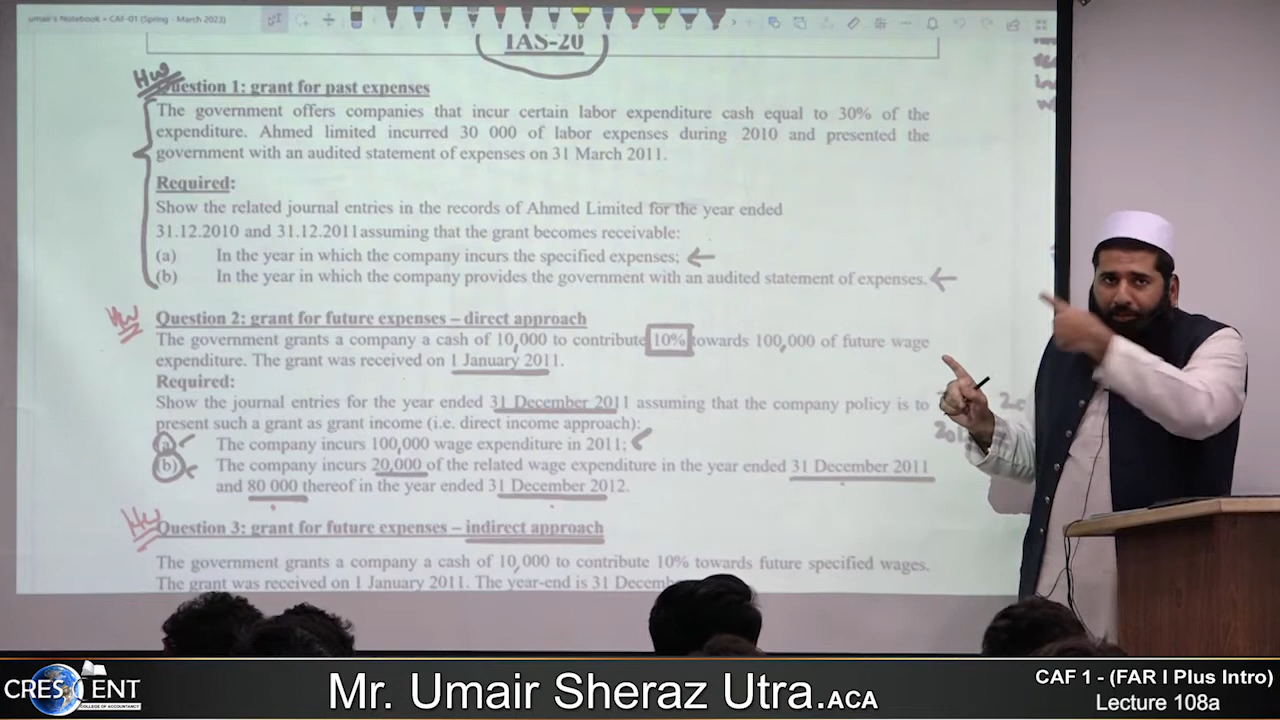 umair's Notebook • CAF-01 (Spring - March 2023)
IAS-20
HW
Question 1: grant for past expenses
The government offers companies that incur certain labor expenditure cash equal to 30% of the
expenditure. Ahmed limited incurred 30 000 of labor expenses during 2010 and presented the
government with an audited statement of expenses on 31 March 2011.
Required:
Show the related journal entries in the records of Ahmed Limited for the year ended
31.12.2010 and 31.12.2011assuming that the grant becomes receivable:
(a) In the year in which the company incurs the specified expenses;
(b) In the year in which the company provides the government with an audited statement of expenses.
HW
Question 2: grant for future expenses – direct approach
The government grants a company a cash of 10,000 to contribute 10% towards 100,000 of future wage
expenditure. The grant was received on 1 January 2011.
Required:
Show the journal entries for the year ended 31 December 2011 assuming that the company policy is to
present such a grant as grant income (i.e. direct income approach):
(a) The company incurs 100,000 wage expenditure in 2011;
(b) The company incurs 20,000 of the related wage expenditure in the year ended 31 December 2011
and 80 000 thereof in the year ended 31 December 2012.
HW
Question 3: grant for future expenses – indirect approach
The government grants a company a cash of 10,000 to contribute 10% towards future specified wages.
The grant was received on 1 January 2011. The year-end is 31
CRESCENT
COLLEGE OF ACCOUNTANCY
Mr. Umair Sheraz Utra.ACA
CAF 1 - (FAR I Plus Intro)
Lecture 108a